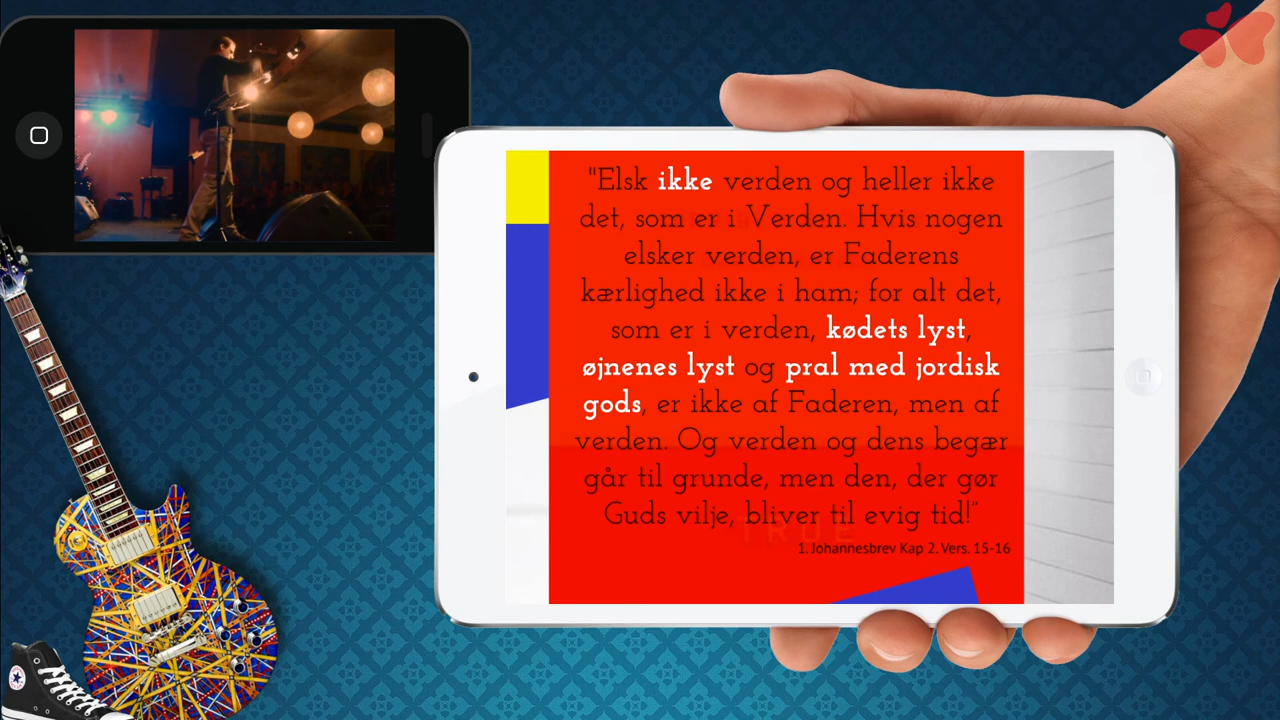 "Elsk ikke verden og heller ikke
det, som er i Verden. Hvis nogen
elsker verden, er Faderens
kærlighed ikke i ham; for alt det,
som er i verden, kødets lyst,
øjnenes lyst og pral med jordisk
gods, er ikke af Faderen, men af
verden. Og verden og dens begær
går til grunde, men den, der gør
Guds vilje, bliver til evig tid!"
TRUE
1. Johannesbrev Kap 2. Vers. 15-16